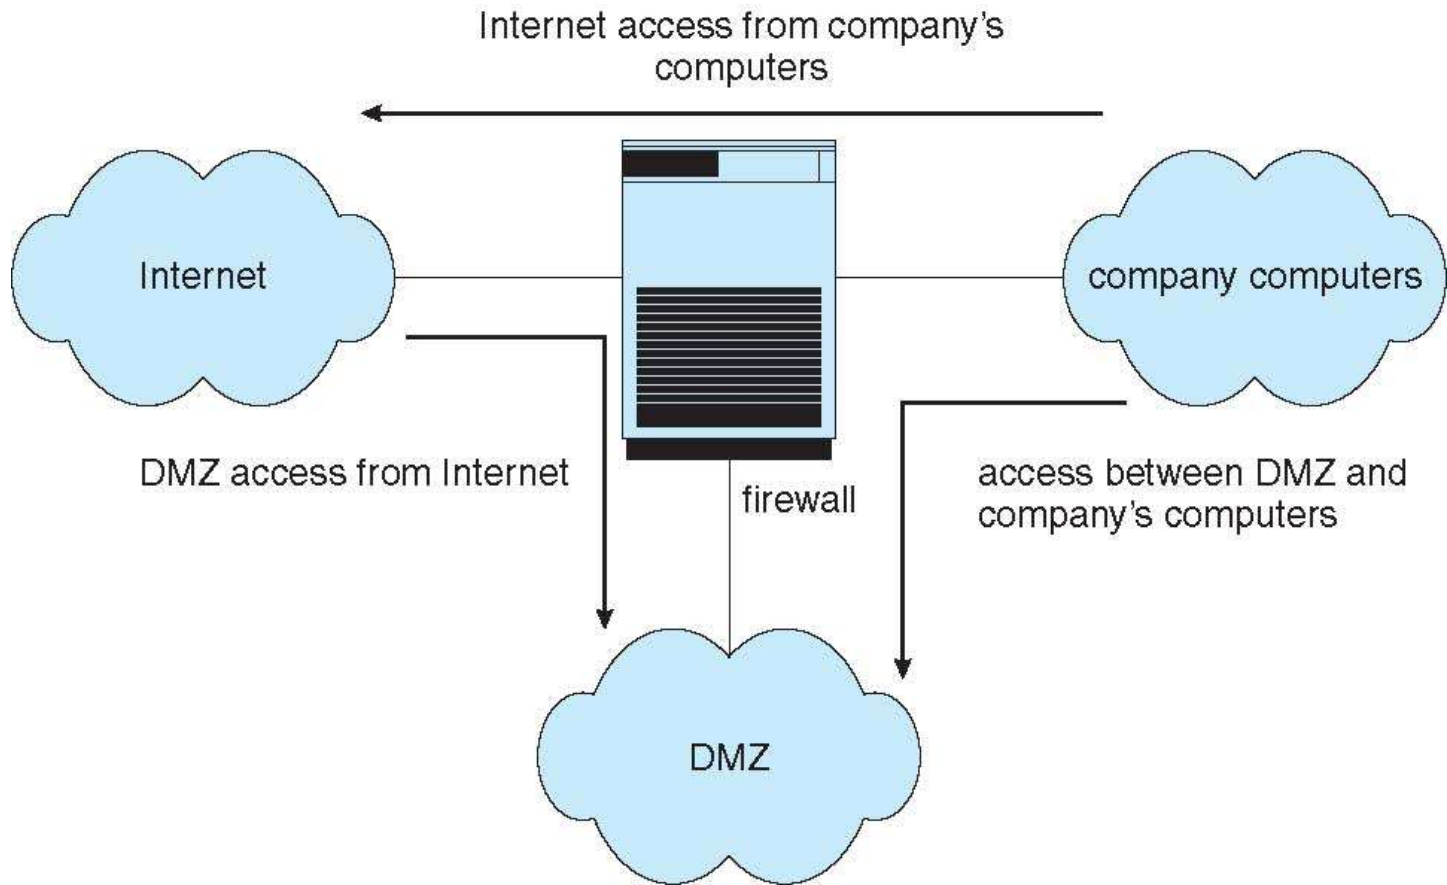 Internet access from company's
computers
Internet
company computers
DMZ access from Internet
firewall
access between DMZ and
company's computers
DMZ